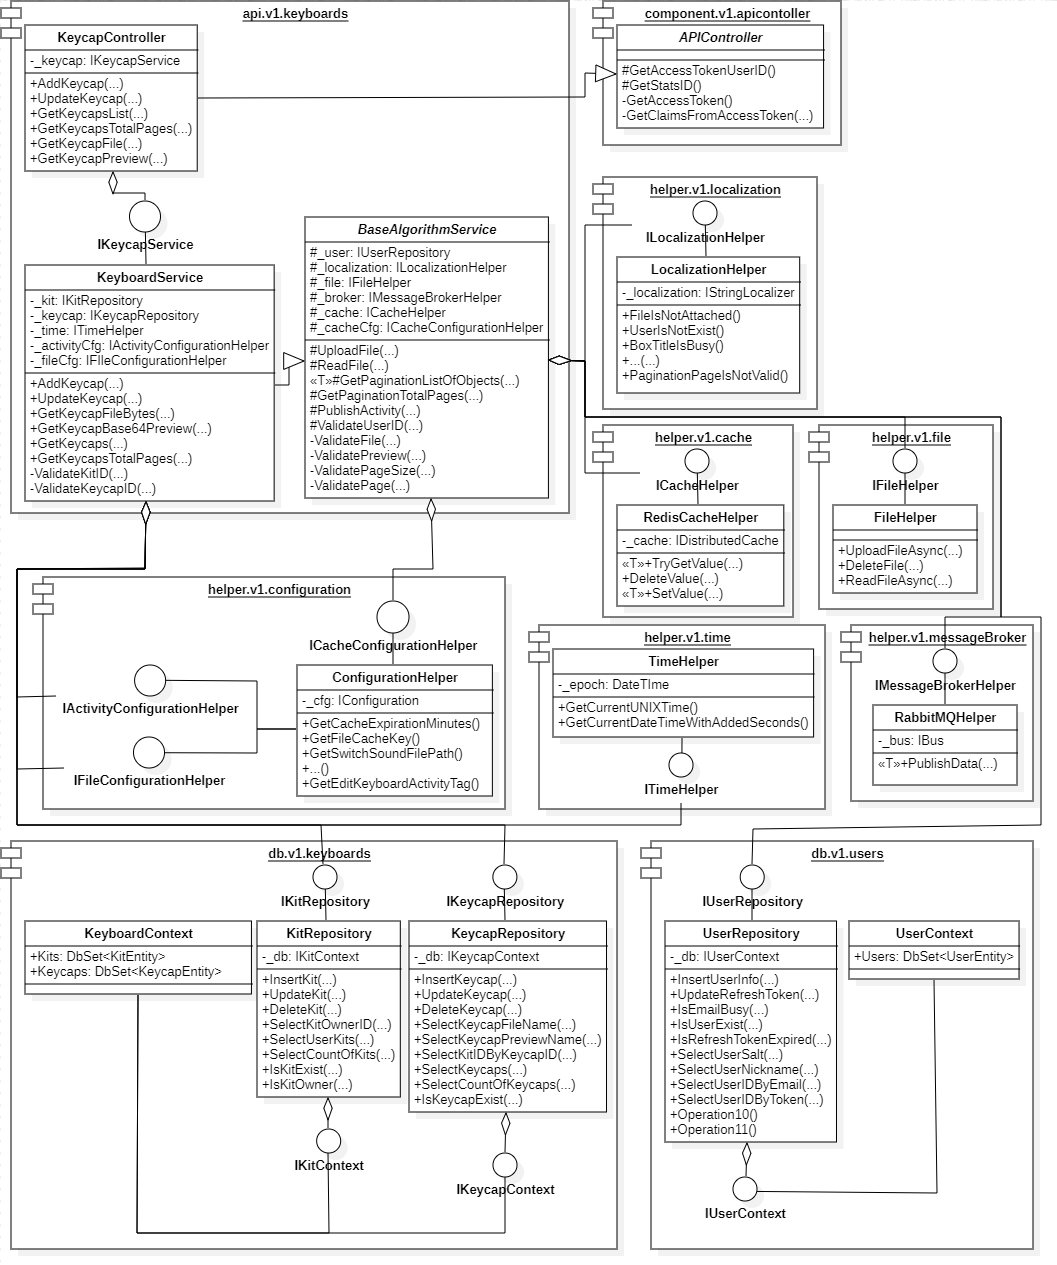 api.v1.keyboards
KeycapController
-_keycap: IKeycapService
+AddKeycap(...)
+UpdateKeycap(...)
+GetKeycapsList(...)
+GetKeycapsTotalPages(...)
+GetKeycapFile(...)
+GetKeycapPreview(...)
IKeycapService
KeyboardService
-_kit: IKitRepository
-_keycap: IKeycapRepository
-_time: ITimeHelper
-_activityCfg: IActivityConfigurationHelper
-_fileCfg: IFIleConfigurationHelper
+AddKeycap(...)
+UpdateKeycap(...)
+GetKeycapFileBytes(...)
+GetKeycapBase64Preview(...)
+GetKeycaps(...)
+GetKeycapsTotalPages(...)
-ValidateKitID(...)
-ValidateKeycapID(...)
BaseAlgorithmService
#_user: IUserRepository
#_localization: ILocalizationHelper
#_file: IFileHelper
#_broker: IMessageBrokerHelper
#_cache: ICacheHelper
#_cacheCfg: ICacheConfigurationHelper
#UploadFile(...)
#ReadFile(...)
«T»#GetPaginationListOfObjects(...)
#GetPaginationTotalPages(...)
#PublishActivity(...)
#ValidateUserID(...)
-ValidateFile(...)
-ValidatePreview(...)
-ValidatePageSize(...)
-ValidatePage(...)
component.v1.apicontoller
APIController
#GetAccessTokenUserID()
#GetStatsID()
-GetAccessToken()
-GetClaimsFromAccessToken(...)
helper.v1.localization
ILocalizationHelper
LocalizationHelper
-_localization: IStringLocalizer
+FileIsNotAttached()
+UserIsNotExist()
+BoxTitleIsBusy()
+...(...)
+PaginationPageIsNotValid()
helper.v1.cache
ICacheHelper
RedisCacheHelper
-_cache: IDistributedCache
«T»+TryGetValue(...)
+DeleteValue(...)
«T»+SetValue(...)
helper.v1.file
IFileHelper
FileHelper
+UploadFileAsync(...)
+DeleteFile(...)
+ReadFileAsync(...)
helper.v1.configuration
ICacheConfigurationHelper
IActivityConfigurationHelper
IFileConfigurationHelper
ConfigurationHelper
-_cfg: IConfiguration
+GetCacheExpirationMinutes()
+GetFileCacheKey()
+GetSwitchSoundFilePath()
+...()
+GetEditKeyboardActivityTag()
helper.v1.time
TimeHelper
-_epoch: DateTIme
+GetCurrentUNIXTime()
+GetCurrentDateTimeWithAddedSeconds()
ITimeHelper
helper.v1.messageBroker
IMessageBrokerHelper
RabbitMQHelper
-_bus: IBus
«T»+PublishData(...)
db.v1.keyboards
IKitRepository
IKeycapRepository
KeyboardContext
+Kits: DbSet<KitEntity>
+Keycaps: DbSet<KeycapEntity>
KitRepository
-_db: IKitContext
+InsertKit(...)
+UpdateKit(...)
+DeleteKit(...)
+SelectKitOwnerID(...)
+SelectUserKits(...)
+SelectCountOfKits(...)
+IsKitExist(...)
+IsKitOwner(...)
IKitContext
KeycapRepository
-_db: IKeycapContext
+InsertKeycap(...)
+UpdateKeycap(...)
+DeleteKeycap(...)
+SelectKeycapFileName(...)
+SelectKeycapPreviewName(...)
+SelectKitIDByKeycapID(...)
+SelectKeycaps(...)
+SelectCountOfKeycaps(...)
+IsKeycapExist(...)
IKeycapContext
db.v1.users
IUserRepository
UserRepository
-_db: IUserContext
+InsertUserInfo(...)
+UpdateRefreshToken(...)
+IsEmailBusy(...)
+IsUserExist(...)
+IsRefreshTokenExpired(...)
+SelectUserSalt(...)
+SelectUserNickname(...)
+SelectUserIDByEmail(...)
+SelectUserIDByToken(...)
+Operation10()
+Operation11()
IUserContext
UserContext
+Users: DbSet<UserEntity>